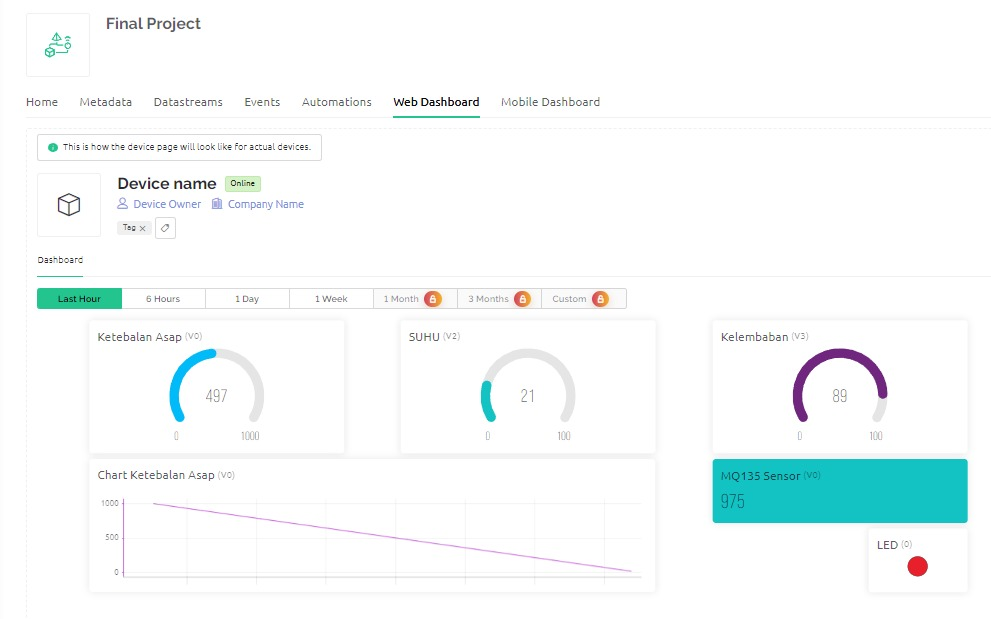 Final Project
Home Metadata Datastreams Events Automations Web Dashboard Mobile Dashboard
This is how the device page will look like for actual devices.
Device name Online
Device Owner Company Name
Tag ×
Dashboard
Last Hour 6 Hours 1 Day 1 Week 1 Month 3 Months Custom
Ketebalan Asap (V0)
497
0 1000
SUHU (V2)
21
0 100
Kelembaban (V3)
89
0 100
Chart Ketebalan Asap (V0)
1000
500
0
MQ135 Sensor (V0)
975
LED (0)